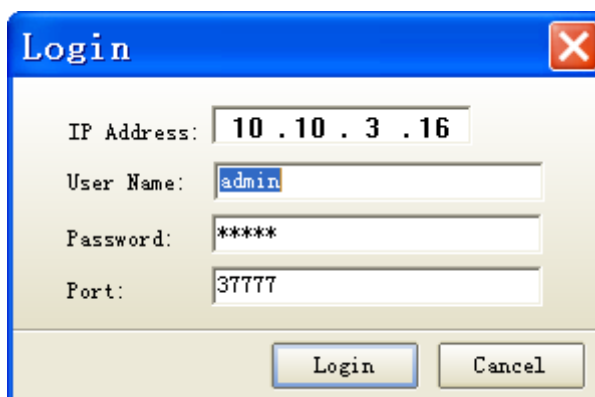 Login
IP Address: 10 . 10 . 3 . 16
User Name: admin
Password: *****
Port: 37777
Login Cancel